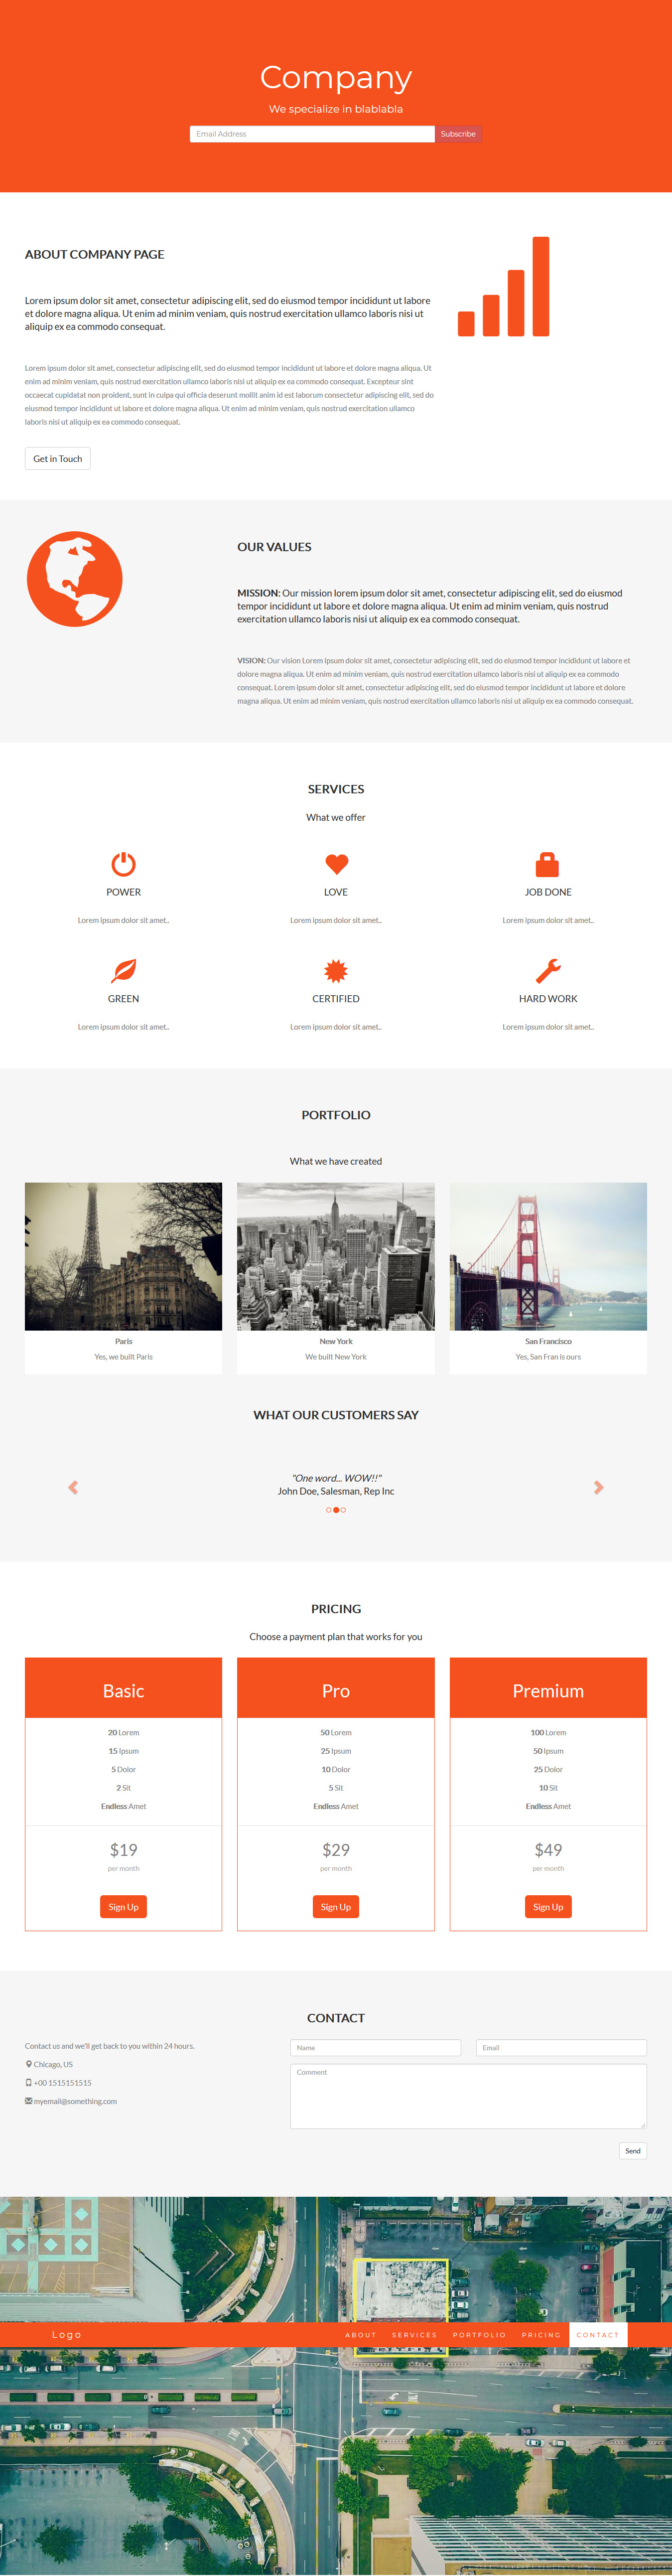 Company
We specialize in blablabla
Email Address Subscribe
ABOUT COMPANY PAGE
Lorem ipsum dolor sit amet, consectetur adipiscing elit, sed do eiusmod tempor incididunt ut labore
et dolore magna aliqua. Ut enim ad minim veniam, quis nostrud exercitation ullamco laboris nisi ut
aliquip ex ea commodo consequat.
Lorem ipsum dolor sit amet, consectetur adipiscing elit, sed do eiusmod tempor incididunt ut labore et dolore magna aliqua. Ut
enim ad minim veniam, quis nostrud exercitation ullamco laboris nisi ut aliquip ex ea commodo consequat. Excepteur sint
occaecat cupidatat non proident, sunt in culpa qui officia deserunt mollit anim id est laborum consectetur adipiscing elit, sed do
eiusmod tempor incididunt ut labore et dolore magna aliqua. Ut enim ad minim veniam, quis nostrud exercitation ullamco
laboris nisi ut aliquip ex ea commodo consequat.
Get in Touch
OUR VALUES
MISSION: Our mission lorem ipsum dolor sit amet, consectetur adipiscing elit, sed do eiusmod
tempor incididunt ut labore et dolore magna aliqua. Ut enim ad minim veniam, quis nostrud
exercitation ullamco laboris nisi ut aliquip ex ea commodo consequat.
VISION: Our vision Lorem ipsum dolor sit amet, consectetur adipiscing elit, sed do eiusmod tempor incididunt ut labore et
dolore magna aliqua. Ut enim ad minim veniam, quis nostrud exercitation ullamco laboris nisi ut aliquip ex ea commodo
consequat. Lorem ipsum dolor sit amet, consectetur adipiscing elit, sed do eiusmod tempor incididunt ut labore et dolore
magna aliqua. Ut enim ad minim veniam, quis nostrud exercitation ullamco laboris nisi ut aliquip ex ea commodo consequat.
SERVICES
What we offer
POWER LOVE JOB DONE
Lorem ipsum dolor sit amet.. Lorem ipsum dolor sit amet.. Lorem ipsum dolor sit amet..
GREEN CERTIFIED HARD WORK
Lorem ipsum dolor sit amet.. Lorem ipsum dolor sit amet.. Lorem ipsum dolor sit amet..
PORTFOLIO
What we have created
Paris New York San Francisco
Yes, we built Paris We built New York Yes, San Fran is ours
WHAT OUR CUSTOMERS SAY
"One word... WOW!!"
John Doe, Salesman, Rep Inc
PRICING
Choose a payment plan that works for you
Basic Pro Premium
20 Lorem 50 Lorem 100 Lorem
15 Ipsum 25 Ipsum 50 Ipsum
5 Dolor 10 Dolor 25 Dolor
2 Sit 5 Sit 10 Sit
Endless Amet Endless Amet Endless Amet
$19 $29 $49
per month per month per month
Sign Up Sign Up Sign Up
CONTACT
Contact us and we'll get back to you within 24 hours. Name Email
Chicago, US Comment
+00 1515151515
myemail@something.com
Send
Logo ABOUT SERVICES PORTFOLIO PRICING CONTACT